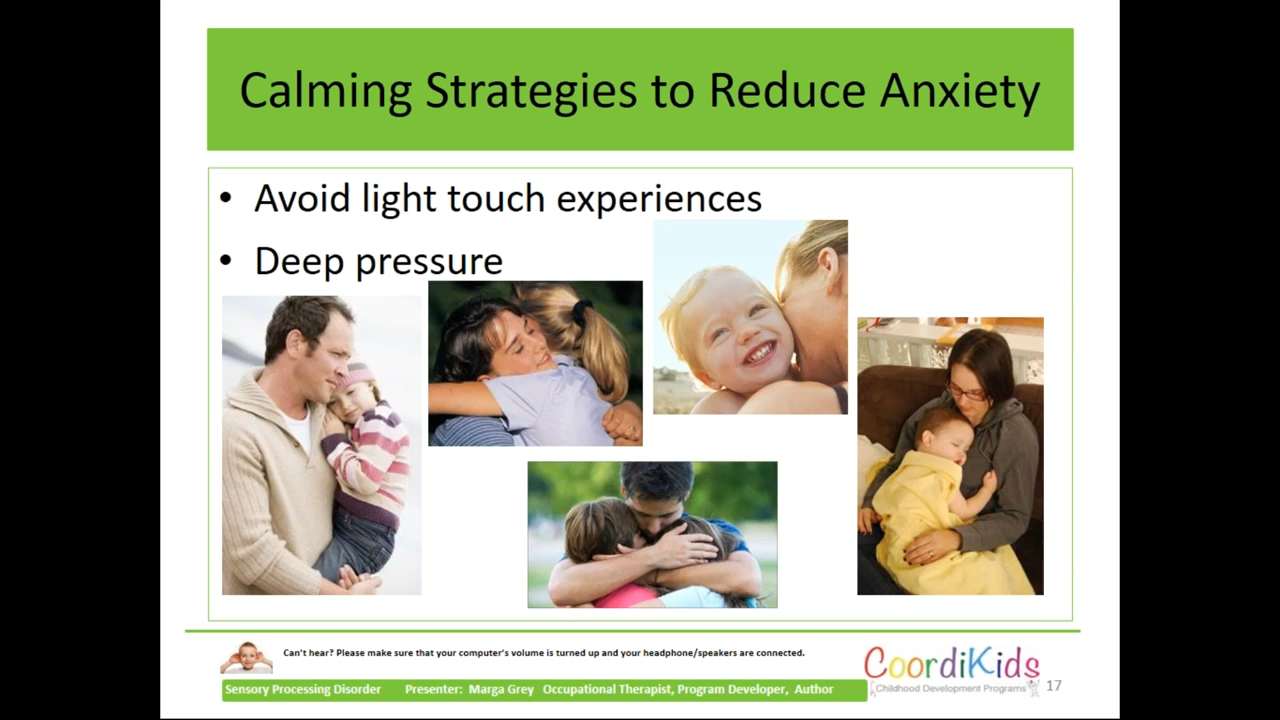 Calming Strategies to Reduce Anxiety
• Avoid light touch experiences
• Deep pressure
Can't hear? Please make sure that your computer's volume is turned up and your headphone/speakers are connected.
Sensory Processing Disorder Presenter: Marga Grey Occupational Therapist, Program Developer, Author
CoordiKids
Childhood Development Programs
17